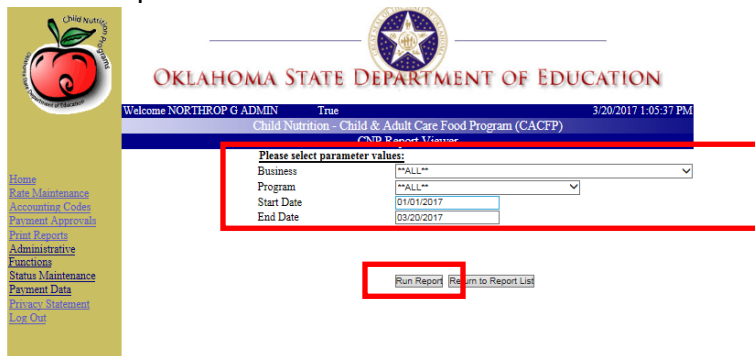 Child Nutrition Programs
Oklahoma
Department of Education
OKLAHOMA STATE DEPARTMENT OF EDUCATION
Welcome NORTHROP G ADMIN True 3/20/2017 1:05:37 PM
Child Nutrition - Child & Adult Care Food Program (CACFP)
CNP Report Viewer
Please select parameter values:
Business **ALL**
Program **ALL**
Start Date 01/01/2017
End Date 03/20/2017
Run Report Return to Report List
Home
Rate Maintenance
Accounting Codes
Payment Approvals
Print Reports
Administrative
Functions
Status Maintenance
Payment Data
Privacy Statement
Log Out